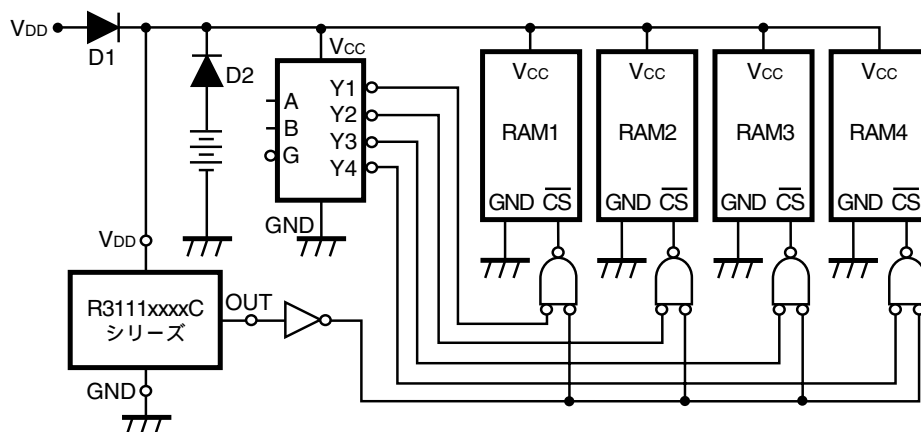 VDD
D1
D2
VCC
A
B
G
Y1
Y2
Y3
Y4
GND
VCC
RAM1
GND CS
VCC
RAM2
GND CS
VCC
RAM3
GND CS
VCC
RAM4
GND CS
VDD
R3111xxxxC
シリーズ
OUT
GND